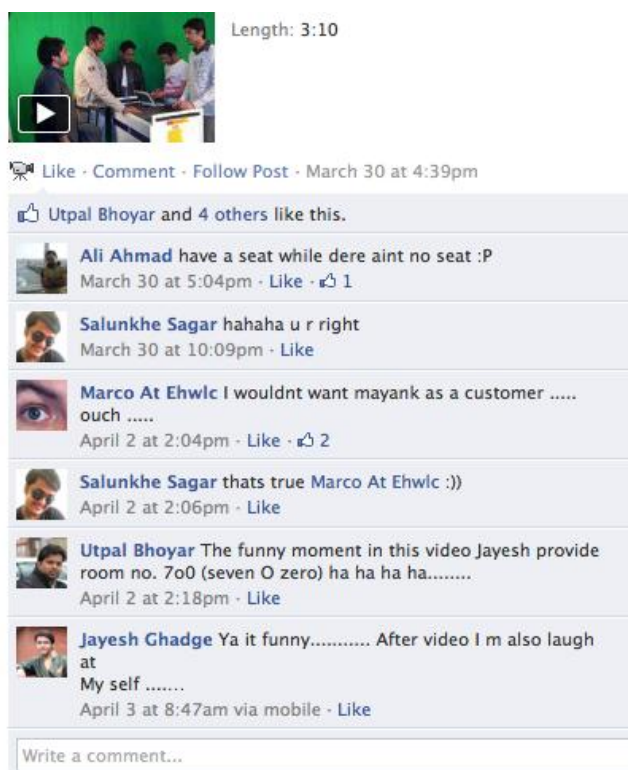 Length: 3:10
Like · Comment · Follow Post · March 30 at 4:39pm
Utpal Bhoyar and 4 others like this.
Ali Ahmad have a seat while dere aint no seat :P
March 30 at 5:04pm · Like · 1
Salunkhe Sagar hahaha u r right
March 30 at 10:09pm · Like
Marco At Ehwlc I wouldnt want mayank as a customer .....
ouch .....
April 2 at 2:04pm · Like · 2
Salunkhe Sagar thats true Marco At Ehwlc :))
April 2 at 2:06pm · Like
Utpal Bhoyar The funny moment in this video Jayesh provide
room no. 7o0 (seven O zero) ha ha ha ha........
April 2 at 2:18pm · Like
Jayesh Ghadge Ya it funny........... After video I m also laugh
at
My self .......
April 3 at 8:47am via mobile · Like
Write a comment...